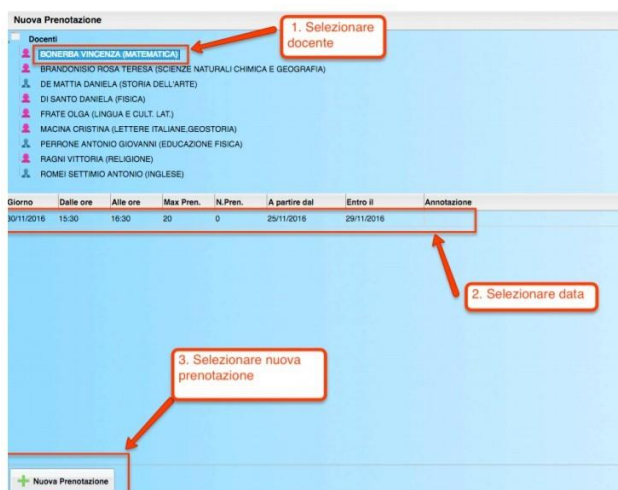 Nuova Prenotazione
1. Selezionare
docente
Docenti
BONERBA VINCENZA (MATEMATICA)
BRANDONISIO ROSA TERESA (SCIENZE NATURALI CHIMICA E GEOGRAFIA)
DE MATTIA DANIELA (STORIA DELL'ARTE)
DI SANTO DANIELA (FISICA)
FRATE OLGA (LINGUA E CULT. LAT.)
MACINA CRISTINA (LETTERE ITALIANE,GEOSTORIA)
PERRONE ANTONIO GIOVANNI (EDUCAZIONE FISICA)
RAGNI VITTORIA (RELIGIONE)
ROMEI SETTIMIO ANTONIO (INGLESE)
Giorno Dalle ore Alle ore Max Pren. N.Pren. A partire dal Entro il Annotazione
30/11/2016 15:30 16:30 20 0 25/11/2016 29/11/2016
2. Selezionare data
3. Selezionare nuova
prenotazione
Nuova Prenotazione